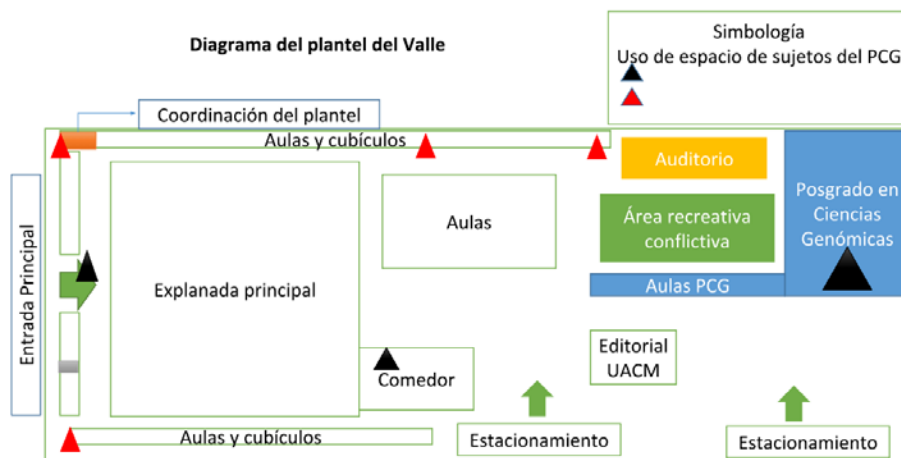 Diagrama del plantel del Valle
Simbología
Uso de espacio de sujetos del PCG
Coordinación del plantel
Aulas y cubículos
Auditorio
Posgrado en
Ciencias
Genómicas
Aulas
Área recreativa
conflictiva
Entrada Principal
Explanada principal
Aulas PCG
Editorial
UACM
Comedor
Aulas y cubículos
Estacionamiento
Estacionamiento